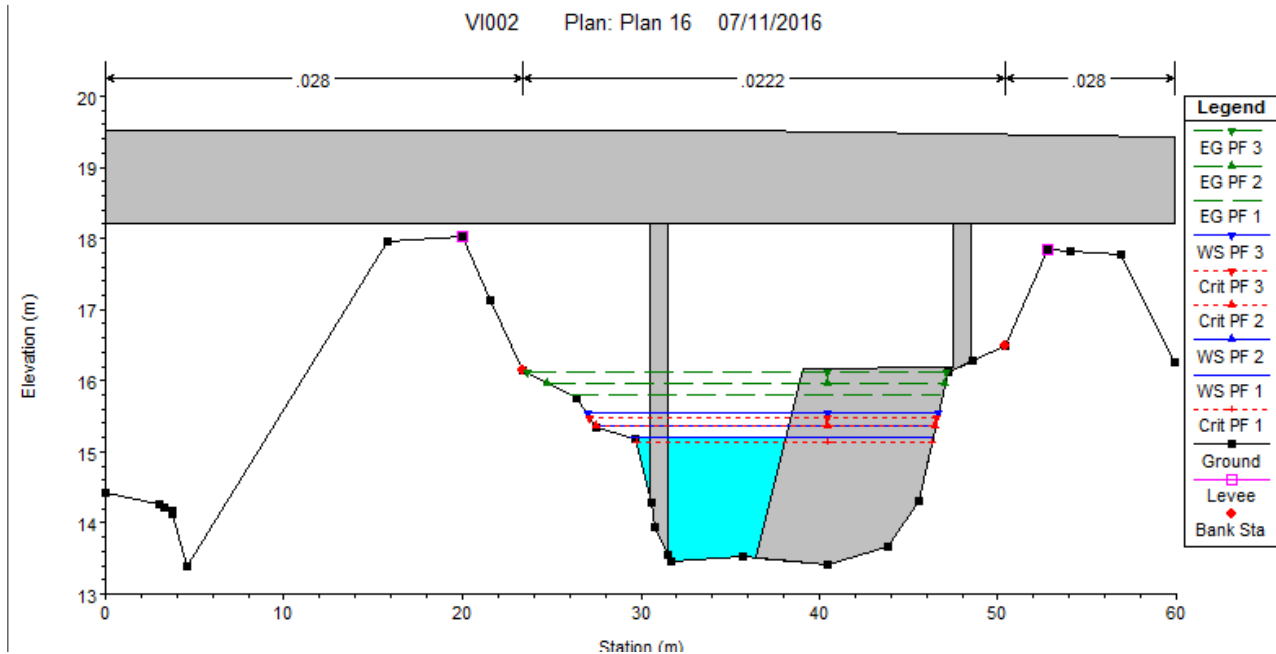 VI002 Plan: Plan 16 07/11/2016
.028 .0222 .028
20
19
18
17
16
15
14
13
Elevation (m)
0 10 20 30 40 50 60
Station (m)
Legend
EG PF 3
EG PF 2
EG PF 1
WS PF 3
Crit PF 3
Crit PF 2
WS PF 2
WS PF 1
Crit PF 1
Ground
Levee
Bank Sta